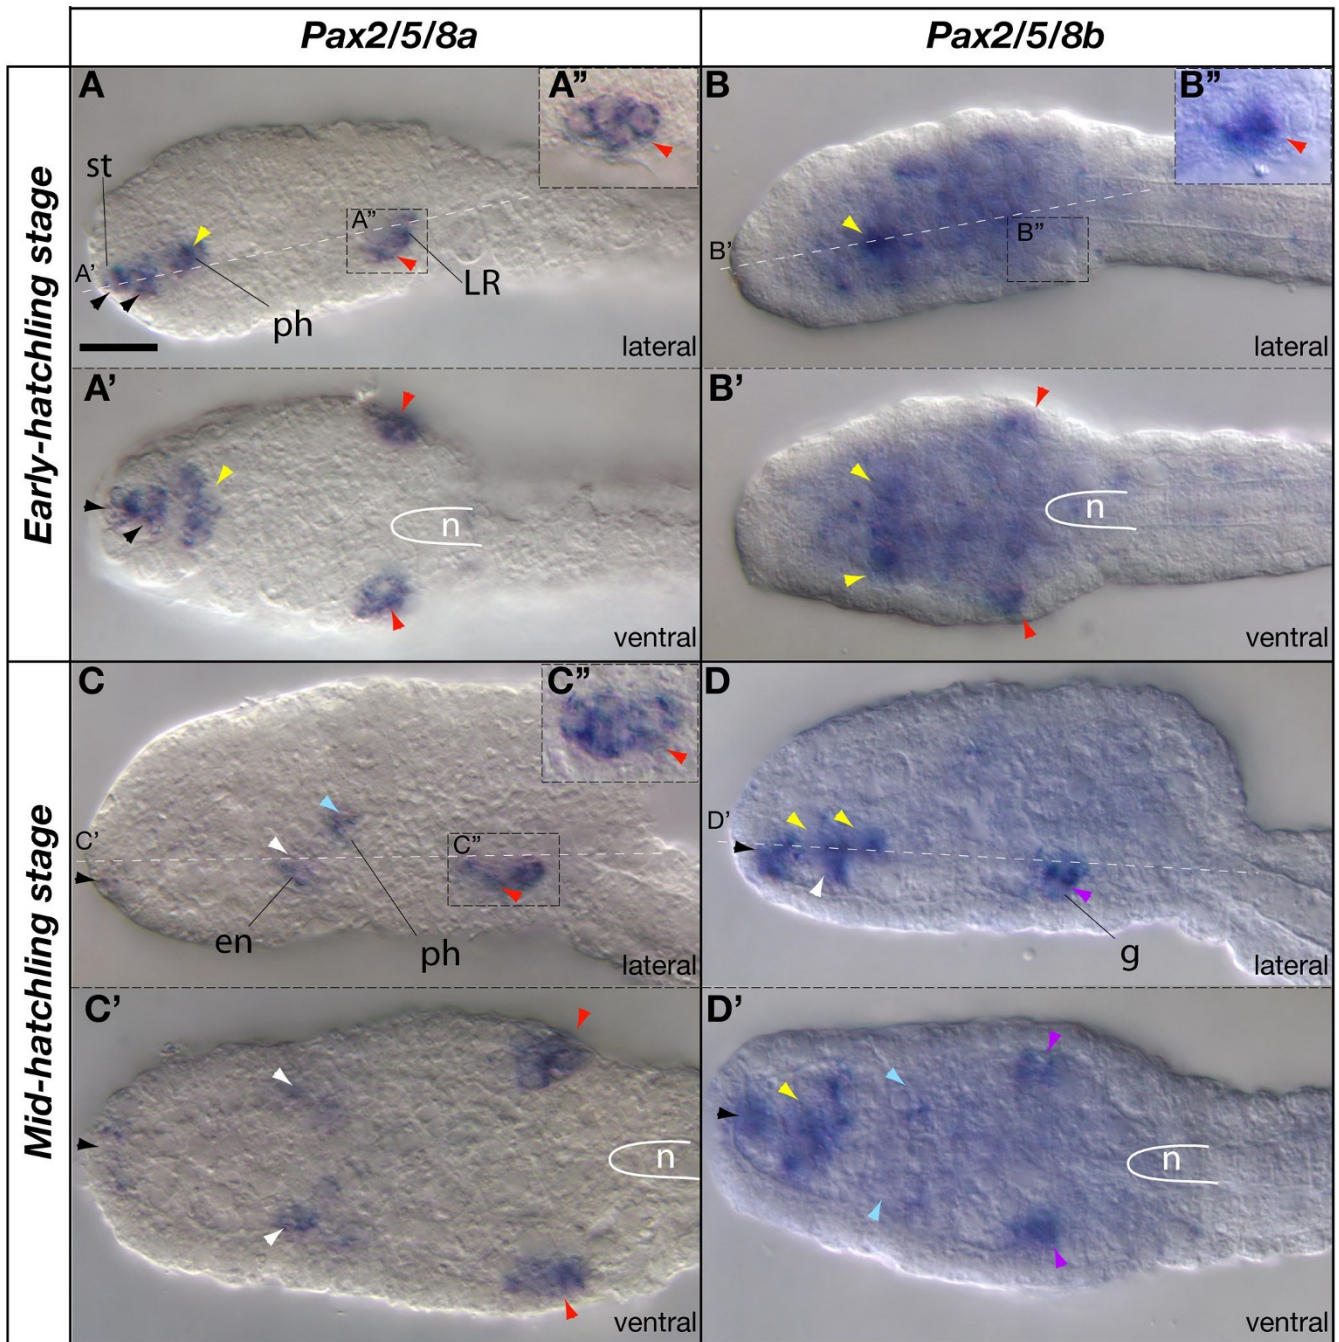 Pax2/5/8a
Pax2/5/8b
Early-hatchling stage
A
A"
st
A'
A"
LR
ph
lateral
B
B"
B'
B"
lateral
A'
n
ventral
B'
n
ventral
Mid-hatchling stage
C
C"
C'
C"
en
ph
lateral
D
D'
g
lateral
C'
n
ventral
D'
n
ventral